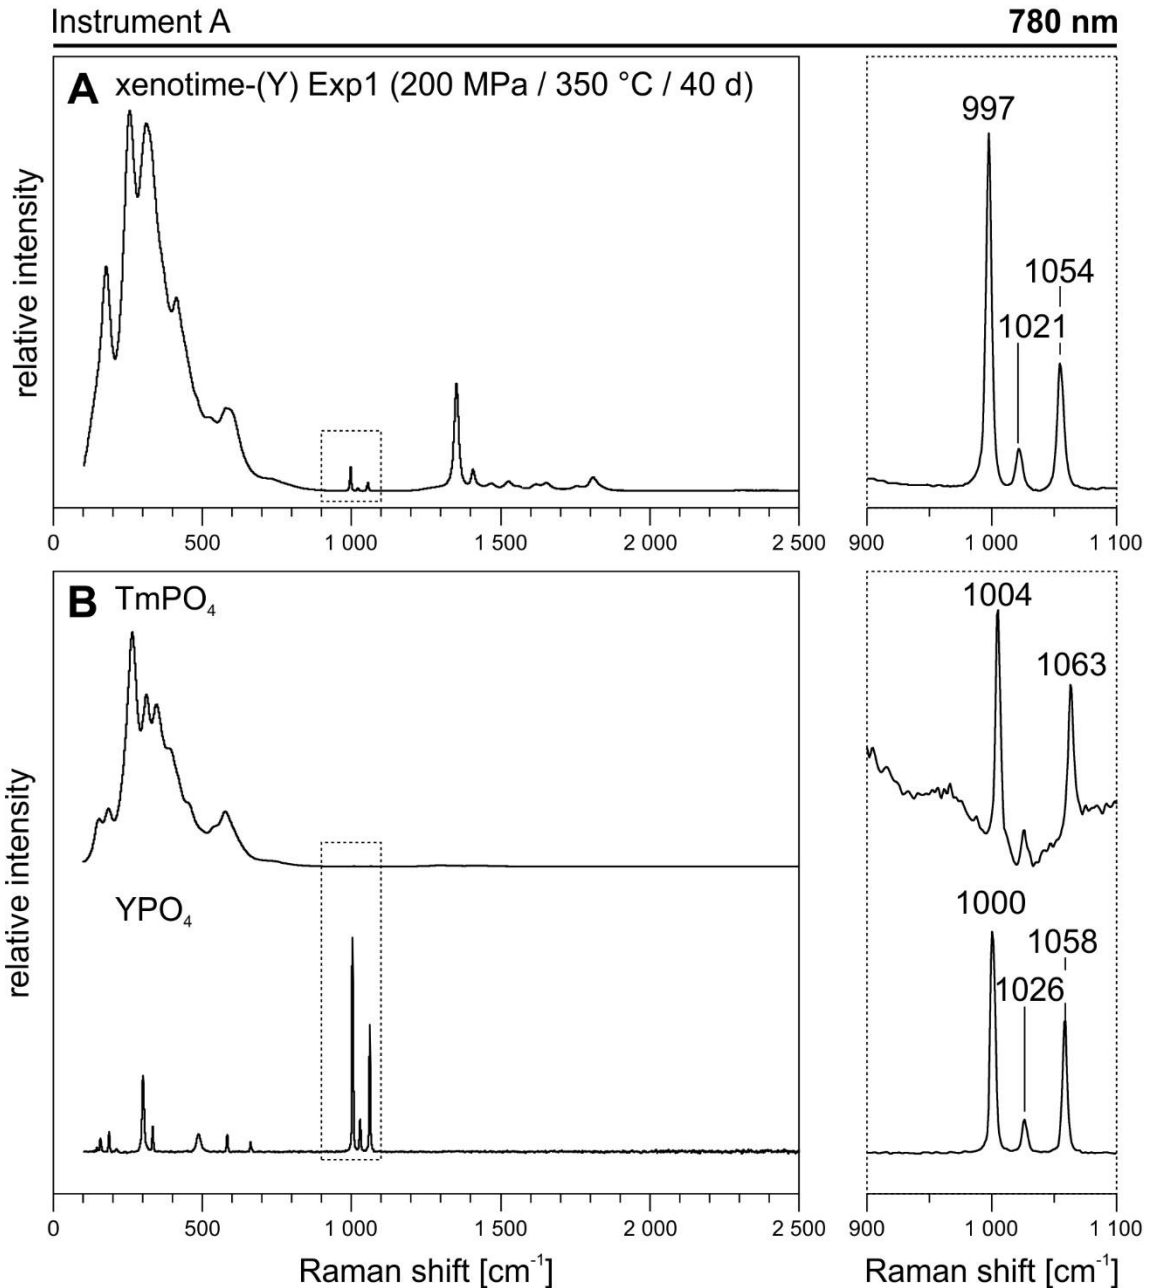 Instrument A
780 nm
A xenotime-(Y) Exp1 (200 MPa / 350 °C / 40 d)
relative intensity
997
1054
1021
0 500 1 000 1 500 2 000 2 500
900 1 000 1 100
B TmPO₄
1004
1063
YPO₄
relative intensity
1000
1058
1026
0 500 1 000 1 500 2 000 2 500
900 1 000 1 100
Raman shift [cm⁻¹]
Raman shift [cm⁻¹]